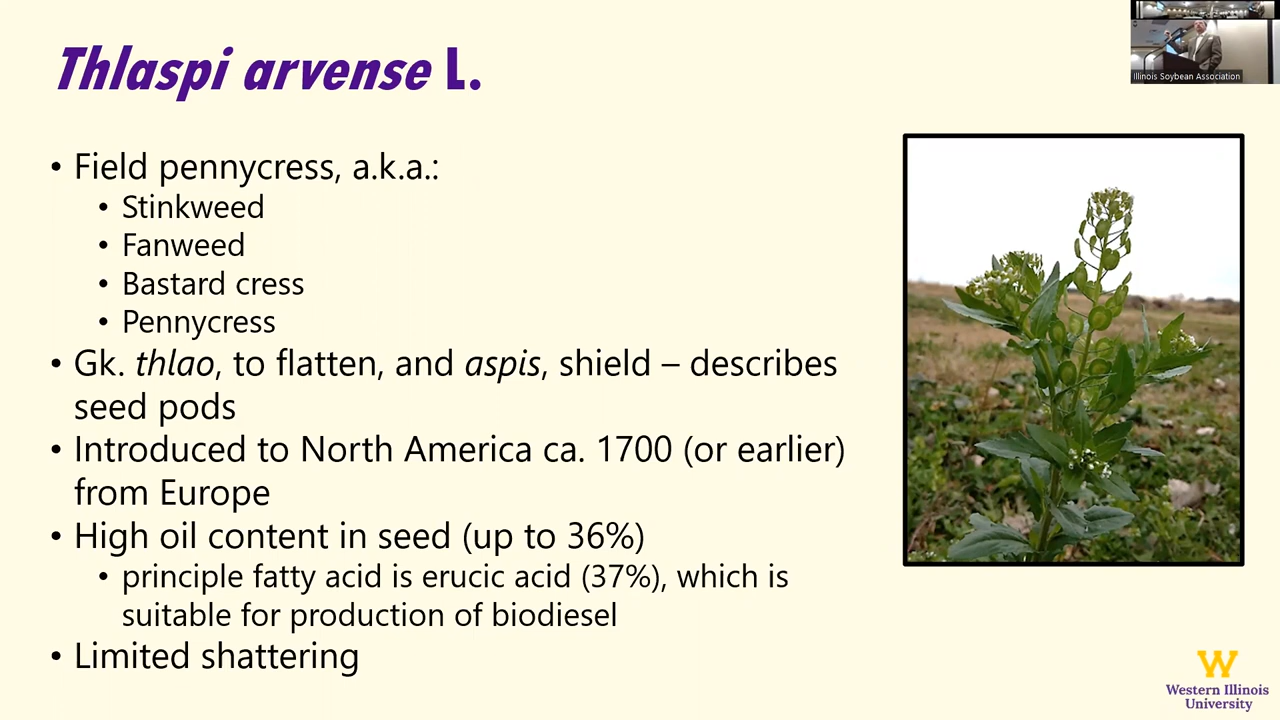 Thlaspi arvense L.
Illinois Soybean Association
• Field pennycress, a.k.a.:
• Stinkweed
• Fanweed
• Bastard cress
• Pennycress
• Gk. thlao, to flatten, and aspis, shield – describes
seed pods
• Introduced to North America ca. 1700 (or earlier)
from Europe
• High oil content in seed (up to 36%)
• principle fatty acid is erucic acid (37%), which is
suitable for production of biodiesel
• Limited shattering
W
Western Illinois
University